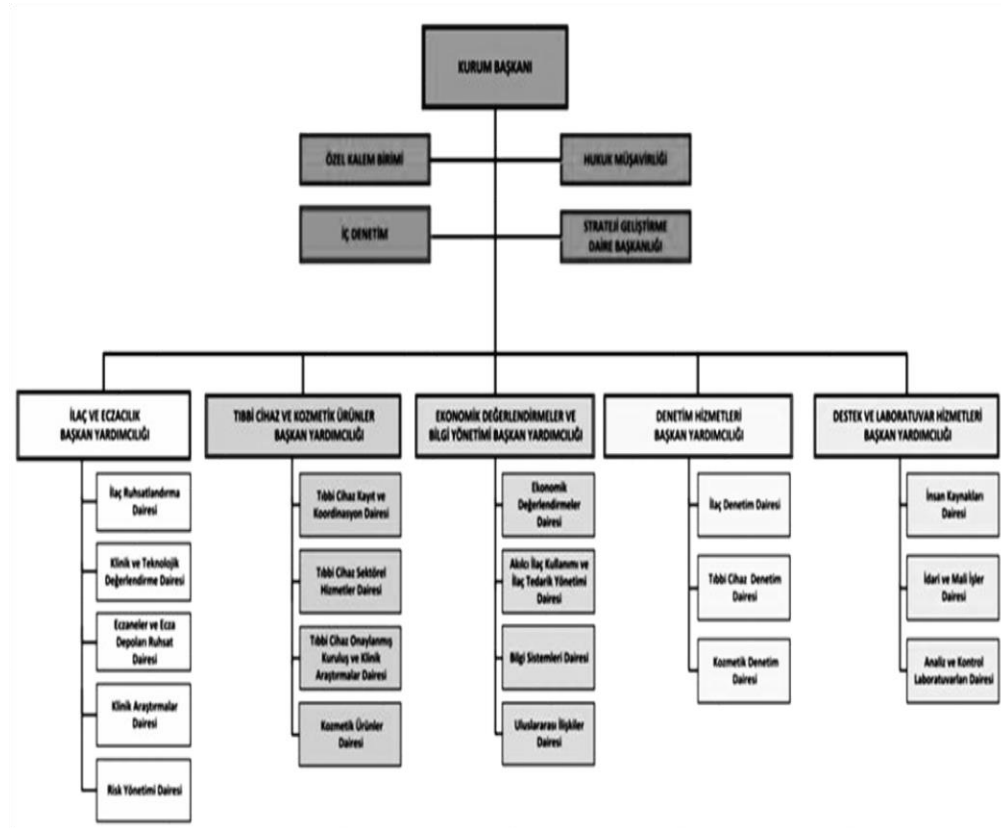 KURUM BAŞKANI
ÖZEL KALEM BİRİMİ
HUKUK MÜŞAVİRLİĞİ
İÇ DENETİM
STRATEJİ GELİŞTİRME
DAİRE BAŞKANLIĞI
İLAÇ VE ECZACILIK
BAŞKAN YARDIMCILIĞI
İlaç Ruhsatlandırma
Dairesi
Klinik ve Teknolojik
Değerlendirme Dairesi
Eczaneler ve Ecza
Depoları Ruhsat
Dairesi
Klinik Araştırmalar
Dairesi
Risk Yönetimi Dairesi
TIBBİ CİHAZ VE KOZMETİK ÜRÜNLER
BAŞKAN YARDIMCILIĞI
Tıbbi Cihaz Kayıt ve
Koordinasyon Dairesi
Tıbbi Cihaz Sektörel
Hizmetler Dairesi
Tıbbi Cihaz Onaylanmış
Kuruluş ve Klinik
Araştırmalar Dairesi
Kozmetik Ürünler
Dairesi
EKONOMİK DEĞERLENDİRMELER VE
BİLGİ YÖNETİMİ BAŞKAN YARDIMCILIĞI
Ekonomik
Değerlendirmeler
Dairesi
Akılcı İlaç Kullanımı ve
İlaç Tedarik Yönetimi
Dairesi
Bilgi Sistemleri Dairesi
Uluslararası İlişkiler
Dairesi
DENETİM HİZMETLERİ
BAŞKAN YARDIMCILIĞI
İlaç Denetim Dairesi
Tıbbi Cihaz Denetim
Dairesi
Kozmetik Denetim
Dairesi
DESTEK VE LABORATUVAR HİZMETLERİ
BAŞKAN YARDIMCILIĞI
İnsan Kaynakları
Dairesi
İdari ve Mali İşler
Dairesi
Analiz ve Kontrol
Laboratuvarları Dairesi